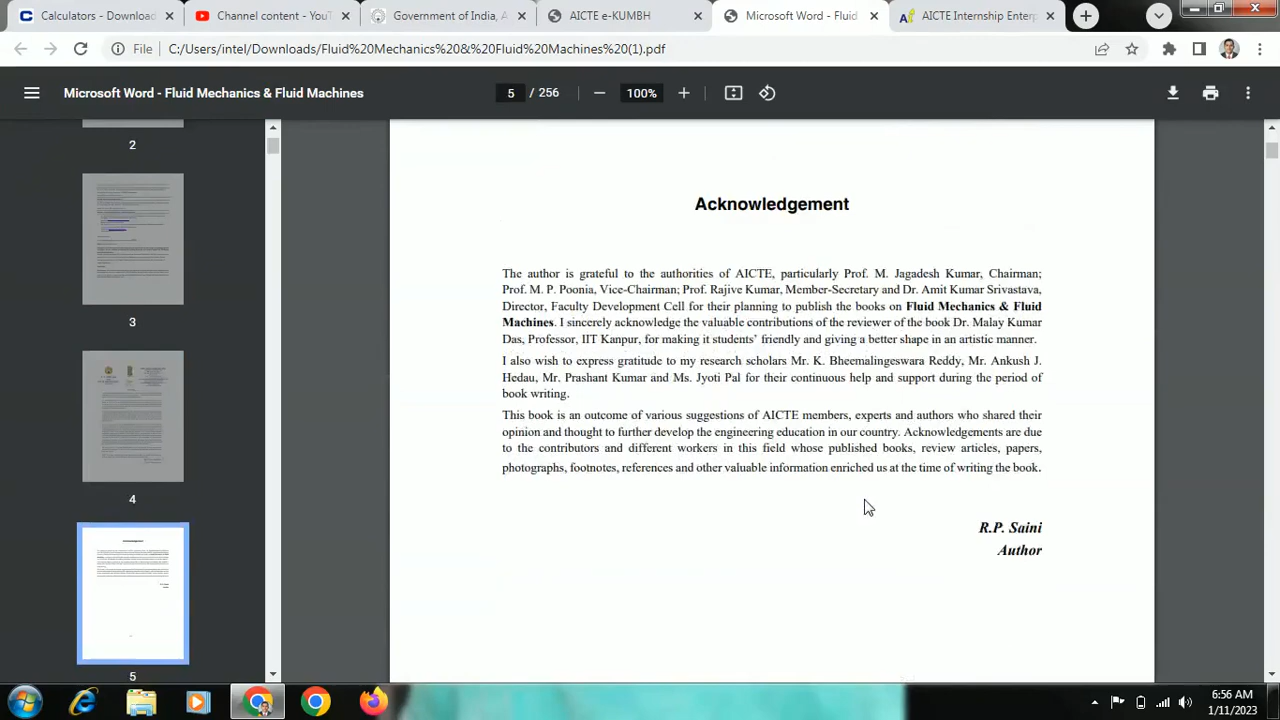 Calculators - Download
Channel content - YouT
Government of India, A
AICTE e-KUMBH
Microsoft Word - Fluid
AICTE Internship Enterp
File
C:/Users/intel/Downloads/Fluid%20Mechanics%20&%20Fluid%20Machines%20(1).pdf
Microsoft Word - Fluid Mechanics & Fluid Machines
5 / 256
100%
2
3
4
5
Acknowledgement
The author is grateful to the authorities of AICTE, particularly Prof. M. Jagadesh Kumar, Chairman;
Prof. M. P. Poonia, Vice-Chairman; Prof. Rajive Kumar, Member-Secretary and Dr. Amit Kumar Srivastava,
Director, Faculty Development Cell for their planning to publish the books on Fluid Mechanics & Fluid
Machines. I sincerely acknowledge the valuable contributions of the reviewer of the book Dr. Malay Kumar
Das, Professor, IIT Kanpur, for making it students' friendly and giving a better shape in an artistic manner.
I also wish to express gratitude to my research scholars Mr. K. Bheemalingeswara Reddy, Mr. Ankush J.
Hedau, Mr. Prashant Kumar and Ms. Jyoti Pal for their continuous help and support during the period of
book writing.
This book is an outcome of various suggestions of AICTE members, experts and authors who shared their
opinion and thought to further develop the engineering education in our country. Acknowledgements are due
to the contributors and different workers in this field whose published books, review articles, papers,
photographs, footnotes, references and other valuable information enriched us at the time of writing the book.
R.P. Saini
Author
6:56 AM
1/11/2023